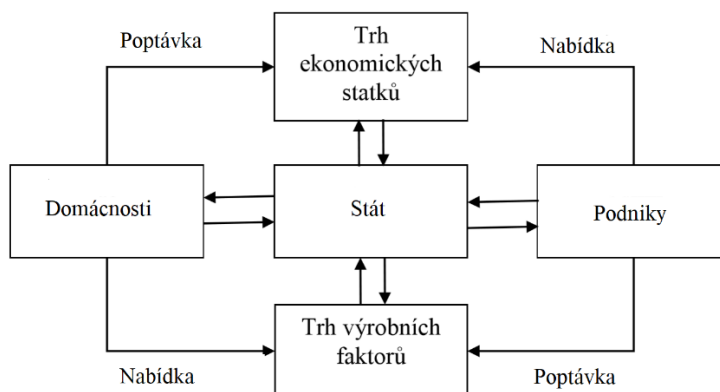 Poptávka
Trh
ekonomických
statků
Nabídka
Domácnosti
Stát
Podniky
Trh výrobních
faktorů
Nabídka
Poptávka